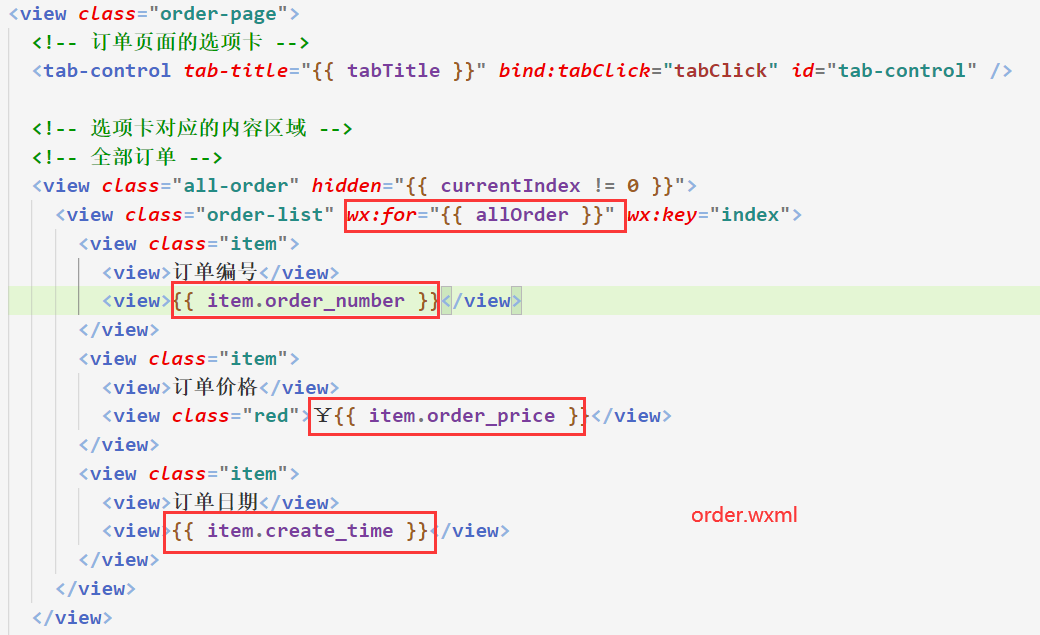 <view class="order-page">
<!-- 订单页面的选项卡 -->
<tab-control tab-title="{{ tabTitle }}" bind:tabClick="tabClick" id="tab-control" />
<!-- 选项卡对应的内容区域 -->
<!-- 全部订单 -->
<view class="all-order" hidden="{{ currentIndex != 0 }}">
<view class="order-list" wx:for="{{ allOrder }}" wx:key="index">
<view class="item">
<view>订单编号</view>
<view>{{ item.order_number }}</view>
</view>
<view class="item">
<view>订单价格</view>
<view class="red">￥{{ item.order_price }}</view>
</view>
<view class="item">
<view>订单日期</view>
<view>{{ item.create_time }}</view>
</view>
</view>
</view>
order.wxml